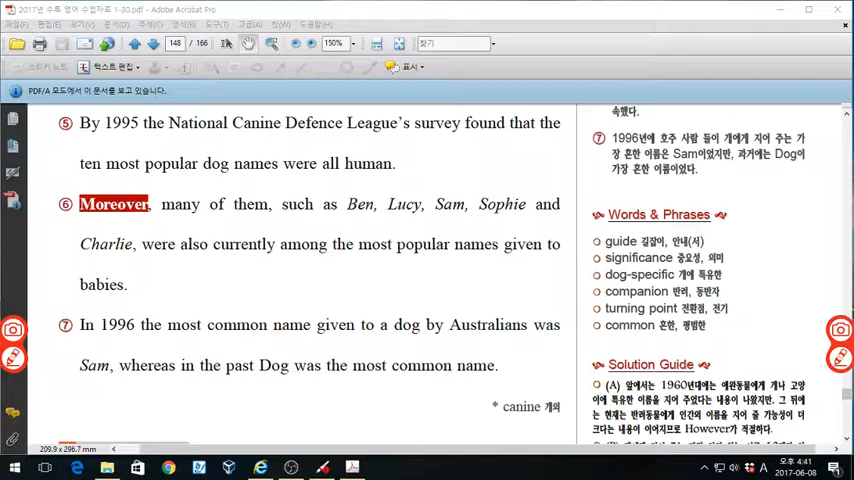 2017년 수특 영어 수업자료 1-30.pdf - Adobe Acrobat Pro
148 / 166
150%
찾기
텍스트 편집
표시
PDF/A 모드에서 이 문서를 보고 있습니다.
⑤ By 1995 the National Canine Defence League's survey found that the
ten most popular dog names were all human.
⑥ Moreover, many of them, such as Ben, Lucy, Sam, Sophie and
Charlie, were also currently among the most popular names given to
babies.
⑦ In 1996 the most common name given to a dog by Australians was
Sam, whereas in the past Dog was the most common name.
* canine 개의
209.9 x 296.7 mm
속했다.
⑦ 1996년에 호주 사람 들이 개에게 지어 주는 가
장 흔한 이름은 Sam이었지만, 과거에는 Dog이
가장 흔한 이름이었다.
Words & Phrases
guide 길잡이, 안내(서)
significance 중요성, 의미
dog-specific 개에 특유한
companion 반려, 동반자
turning point 전환점, 전기
common 흔한, 평범한
Solution Guide
(A) 앞에서는 1960년대에는 애완동물에게 개나 고양
이에 특유한 이름을 지어 주었다는 내용이 나왔지만, 그 뒤에
는 현재는 반려동물에게 인간의 이름을 지어 줄 가능성이 더
크다는 내용이 이어지므로 However가 적절하다.
A
오후 4:41
2017-06-08